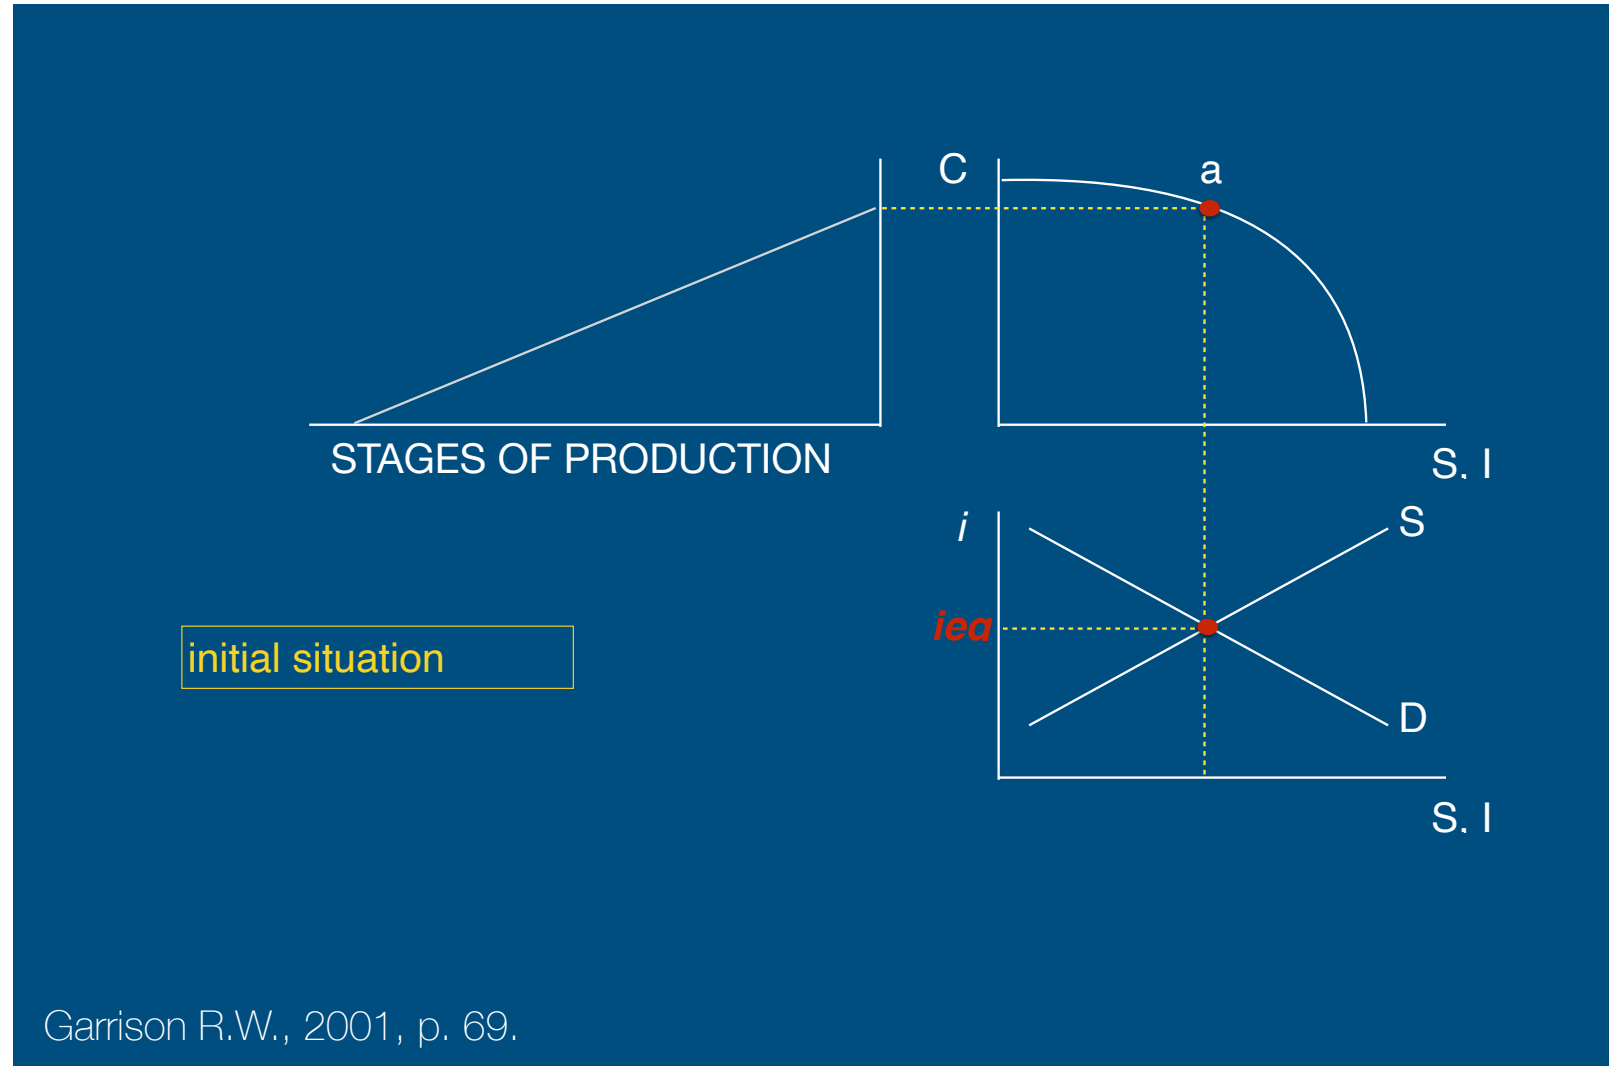 C
a
STAGES OF PRODUCTION
S, I
i
S
ieq
initial situation
D
S, I
Garrison R.W., 2001, p. 69.